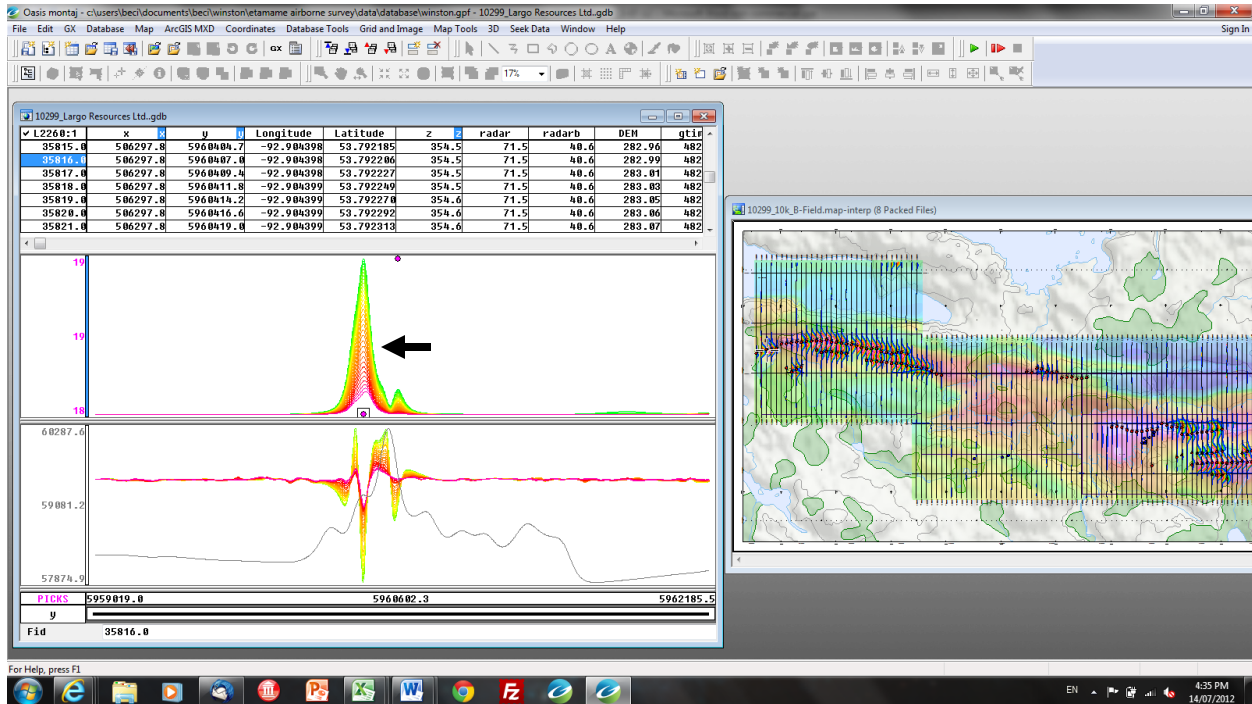 Oasis montaj - c:\users\beci\documents\beci\winston\etamame airborne survey\data\database\winston.gpf - 10299_Largo Resources Ltd..gdb
File Edit GX Database Map ArcGIS MXD Coordinates Database Tools Grid and Image Map Tools 3D Seek Data Window Help Sign In
αx A
17%
10299_Largo Resources Ltd..gdb
✓ L2260:1 x x y y Longitude Latitude z z radar radarb DEM gtim
35815.0 506297.8 5960404.7 -92.904398 53.792185 354.5 71.5 40.6 282.96 482
35816.0 506297.8 5960407.0 -92.904398 53.792206 354.5 71.5 40.6 282.99 482
35817.0 506297.8 5960409.4 -92.904398 53.792227 354.5 71.5 40.6 283.01 482
35818.0 506297.8 5960411.8 -92.904399 53.792249 354.5 71.5 40.6 283.03 482
35819.0 506297.8 5960414.2 -92.904399 53.792270 354.6 71.5 40.6 283.05 482
35820.0 506297.8 5960416.6 -92.904399 53.792292 354.6 71.5 40.6 283.06 482
35821.0 506297.8 5960419.0 -92.904399 53.792313 354.6 71.5 40.6 283.07 482
19
19
18
60287.6
59081.2
57874.9
PICKS 5959019.0 5960602.3 5962185.5
y
Fid 35816.0
10299_10k_B-Field.map-interp (8 Packed Files)
For Help, press F1
EN 4:35 PM
14/07/2012